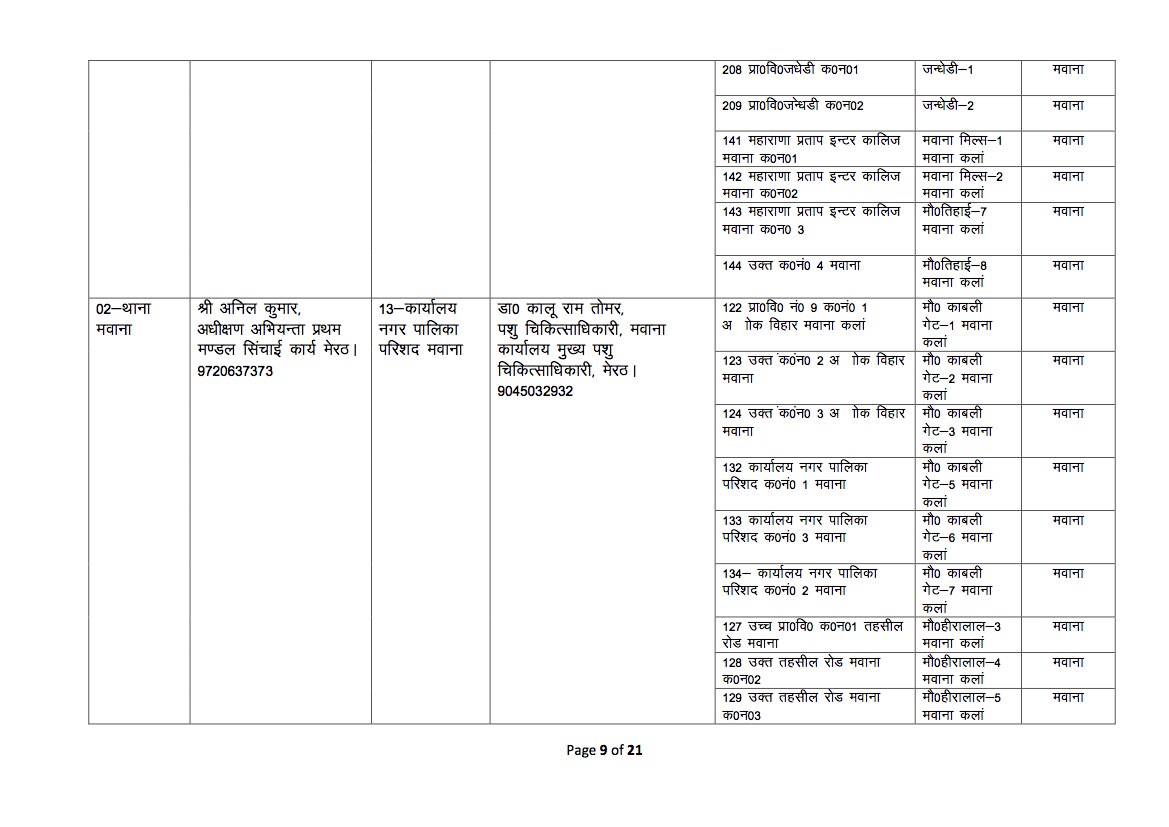 208 प्रा0वि0जधेडी क0न01
जन्धेडी–1
मवाना
209 प्रा0वि0जन्धेडी क0न02
जन्धेडी–2
मवाना
141 महाराणा प्रताप इन्टर कालिज
मवाना क0न01
मवाना मिल्स–1
मवाना कलां
मवाना
142 महाराणा प्रताप इन्टर कालिज
मवाना क0न02
मवाना मिल्स–2
मवाना कलां
मवाना
143 महाराणा प्रताप इन्टर कालिज
मवाना क0न0 3
मौ0तिहाई–7
मवाना कलां
मवाना
144 उक्त क0नं0 4 मवाना
मौ0तिहाई–8
मवाना कलां
मवाना
02–थाना
मवाना
श्री अनिल कुमार,
अधीक्षण अभियन्ता प्रथम
मण्डल सिंचाई कार्य मेरठ।
9720637373
13–कार्यालय
नगर पालिका
परिशद मवाना
डा0 कालू राम तोमर,
पशु चिकित्साधिकारी, मवाना
कार्यालय मुख्य पशु
चिकित्साधिकारी, मेरठ।
9045032932
122 प्रा0वि0 नं0 9 क0नं0 1
अ ाोक विहार मवाना कलां
मौ0 काबली
गेट–1 मवाना
कलां
मवाना
123 उक्त कं0नं0 2 अ ाोक विहार
मवाना
मौ0 काबली
गेट–2 मवाना
कलां
मवाना
124 उक्त कं0नं0 3 अ ाोक विहार
मवाना
मौ0 काबली
गेट–3 मवाना
कलां
मवाना
132 कार्यालय नगर पालिका
परिशद क0नं0 1 मवाना
मौ0 काबली
गेट–5 मवाना
कलां
मवाना
133 कार्यालय नगर पालिका
परिशद क0नं0 3 मवाना
मौ0 काबली
गेट–6 मवाना
कलां
मवाना
134– कार्यालय नगर पालिका
परिशद क0नं0 2 मवाना
मौ0 काबली
गेट–7 मवाना
कलां
मवाना
127 उच्च प्रा0वि0 क0न01 तहसील
रोड मवाना
मौ0हीरालाल–3
मवाना कलां
मवाना
128 उक्त तहसील रोड मवाना
क0न02
मौ0हीरालाल–4
मवाना कलां
मवाना
129 उक्त तहसील रोड मवाना
क0न03
मौ0हीरालाल–5
मवाना कलां
मवाना
Page 9 of 21